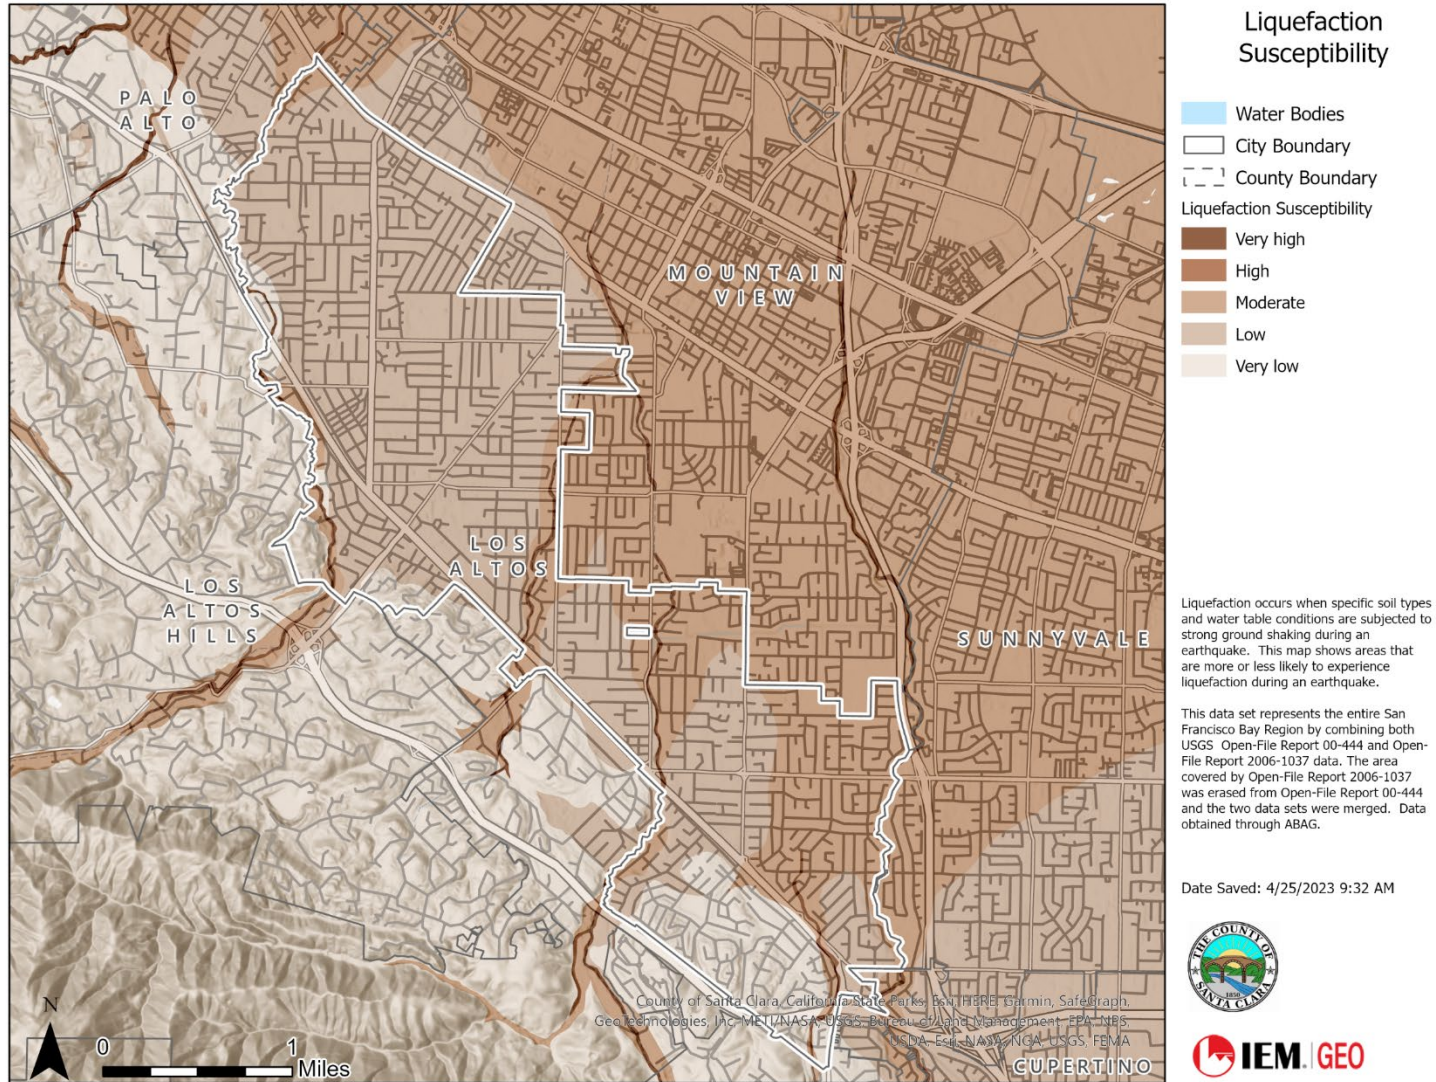 Liquefaction
Susceptibility
Water Bodies
City Boundary
County Boundary
Liquefaction Susceptibility
Very high
High
Moderate
Low
Very low
PALO
ALTO
MOUNTAIN
VIEW
LOS
ALTOS
LOS
ALTOS
HILLS
SUNNYVALE
CUPERTINO
Liquefaction occurs when specific soil types
and water table conditions are subjected to
strong ground shaking during an
earthquake. This map shows areas that
are more or less likely to experience
liquefaction during an earthquake.
This data set represents the entire San
Francisco Bay Region by combining both
USGS Open-File Report 00-444 and Open-
File Report 2006-1037 data. The area
covered by Open-File Report 2006-1037
was erased from Open-File Report 00-444
and the two data sets were merged. Data
obtained through ABAG.
Date Saved: 4/25/2023 9:32 AM
THE COUNTY OF
SANTA CLARA
1850
IEM GEO
N
0 1
Miles
County of Santa Clara, California State Parks, Esri, HERE, Garmin, SafeGraph,
GeoTechnologies, Inc, METI/NASA, USGS, Bureau of Land Management, EPA, NPS,
USDA, Esri, NASA, NGA, USGS, FEMA